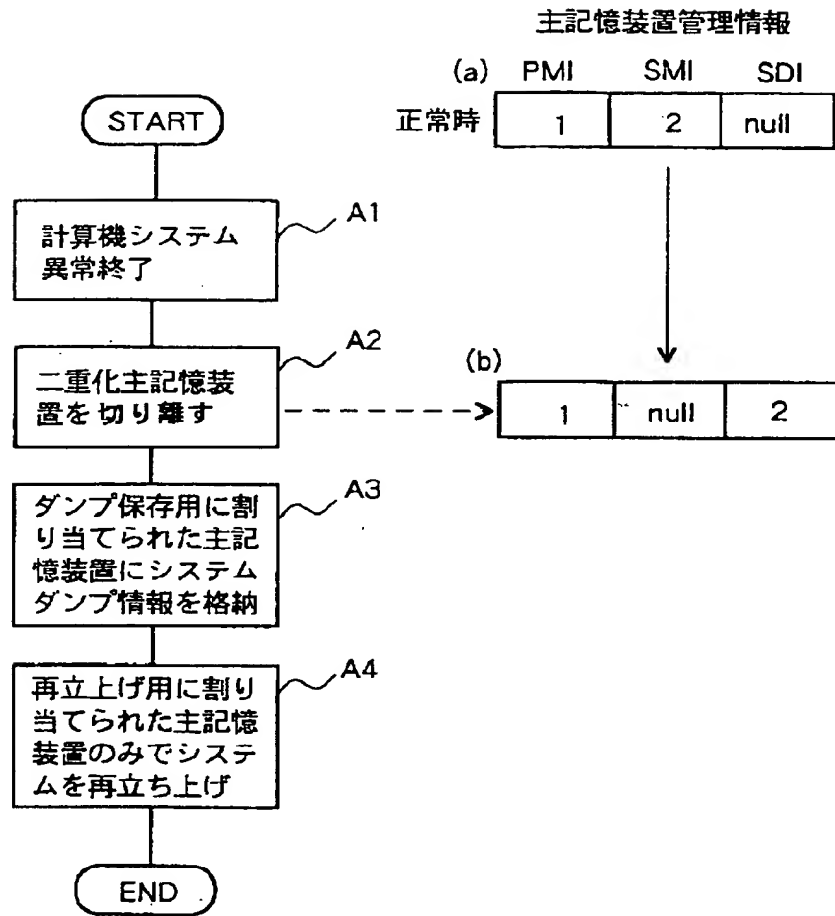 主記憶装置管理情報
(a) PMI SMI SDI
正常時 1 2 null
START
A1
計算機システム
異常終了
A2
二重化主記憶装
置を切り離す
(b)
1 null 2
A3
ダンプ保存用に割
り当てられた主記
憶装置にシステム
ダンプ情報を格納
A4
再立上げ用に割り
当てられた主記憶
装置のみでシステ
ムを再立ち上げ
END